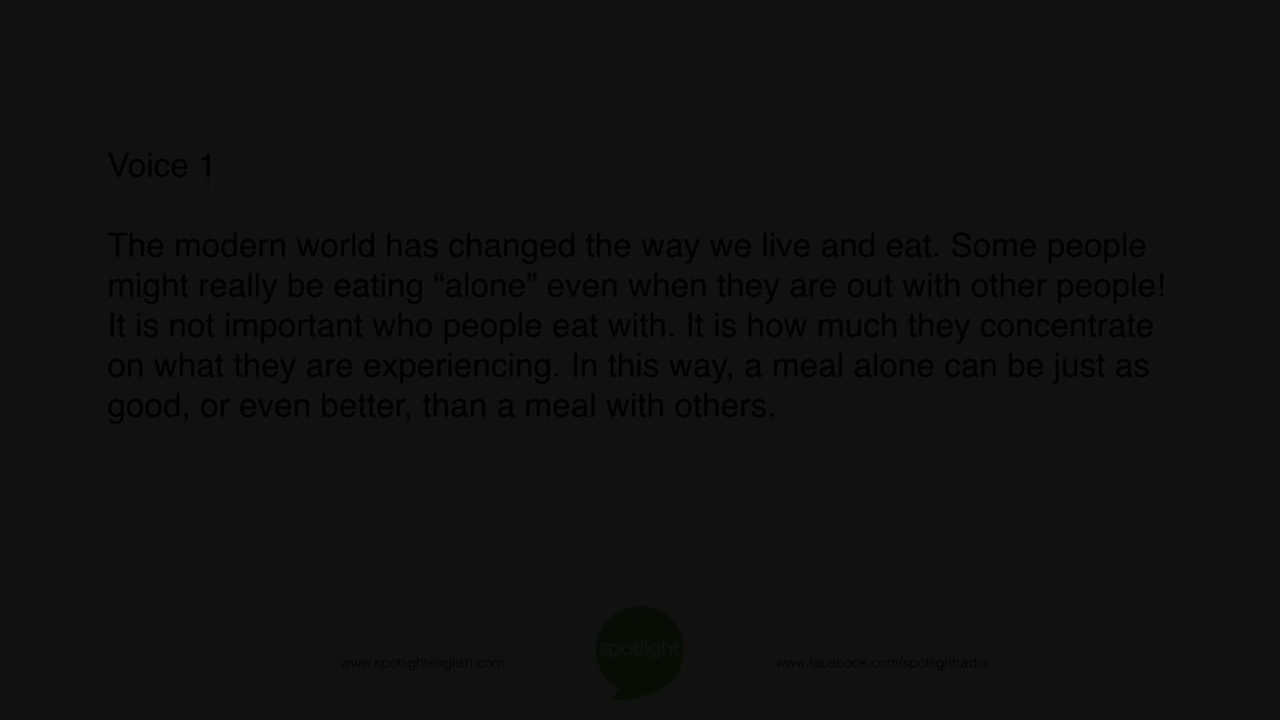 Voice 1
The modern world has changed the way we live and eat. Some people
might really be eating “alone” even when they are out with other people!
It is not important who people eat with. It is how much they concentrate
on what they are experiencing. In this way, a meal alone can be just as
good, or even better, than a meal with others.
spotlight
www.spotlightenglish.com
www.facebook.com/spotlightradio